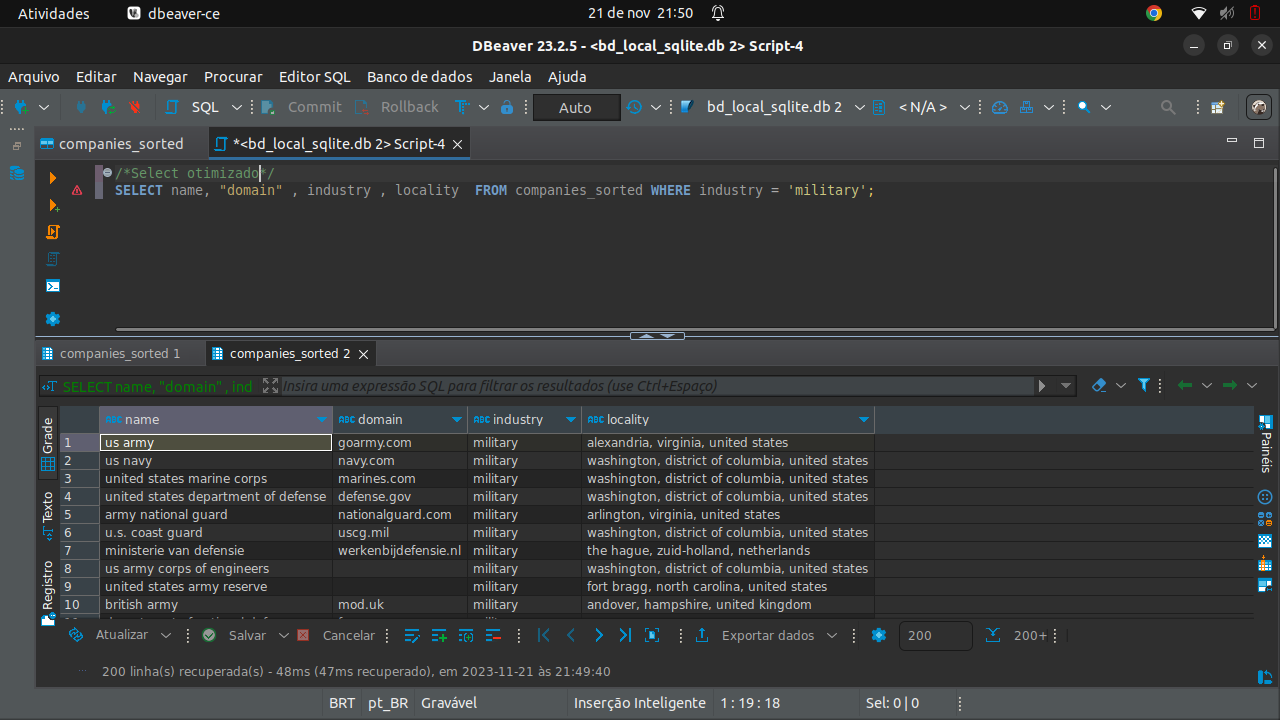 Atividades dbeaver-ce 21 de nov 21:50
DBeaver 23.2.5 - <bd_local_sqlite.db 2> Script-4
Arquivo Editar Navegar Procurar Editor SQL Banco de dados Janela Ajuda
SQL Commit Rollback Auto bd_local_sqlite.db 2 < N/A >
companies_sorted *<bd_local_sqlite.db 2> Script-4
/*Select otimizado*/
SELECT name, "domain" , industry , locality  FROM companies_sorted WHERE industry = 'military';
companies_sorted 1 companies_sorted 2
SELECT name, "domain" , ind Insira uma expressão SQL para filtrar os resultados (use Ctrl+Espaço)
Grade
Texto
Registro
Painéis
ABC name ABC domain ABC industry ABC locality
1 us army goarmy.com military alexandria, virginia, united states
2 us navy navy.com military washington, district of columbia, united states
3 united states marine corps marines.com military washington, district of columbia, united states
4 united states department of defense defense.gov military washington, district of columbia, united states
5 army national guard nationalguard.com military arlington, virginia, united states
6 u.s. coast guard uscg.mil military washington, district of columbia, united states
7 ministerie van defensie werkenbijdefensie.nl military the hague, zuid-holland, netherlands
8 us army corps of engineers military washington, district of columbia, united states
9 united states army reserve military fort bragg, north carolina, united states
10 british army mod.uk military andover, hampshire, united kingdom
Atualizar Salvar Cancelar Exportar dados 200 200+
200 linha(s) recuperada(s) - 48ms (47ms recuperado), em 2023-11-21 às 21:49:40
BRT pt_BR Gravável Inserção Inteligente 1 : 19 : 18 Sel: 0 | 0